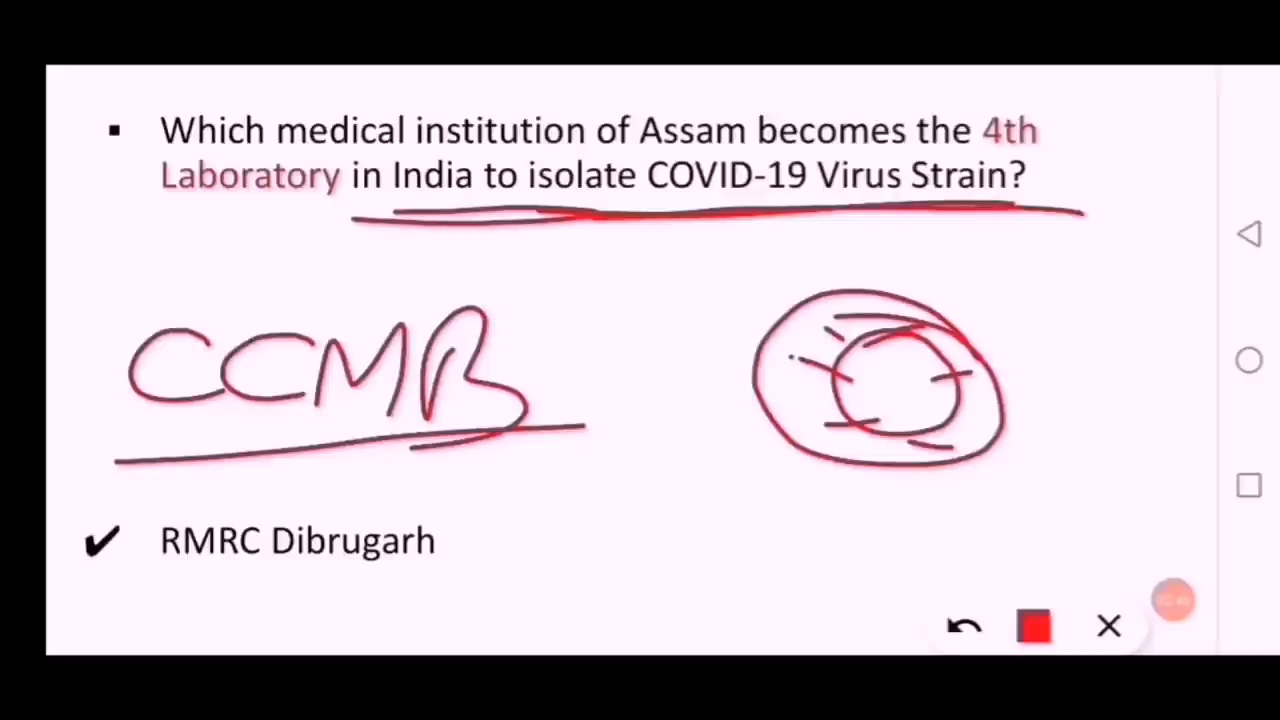 ▪ Which medical institution of Assam becomes the 4th
Laboratory in India to isolate COVID-19 Virus Strain?
CCMB
✔ RMRC Dibrugarh